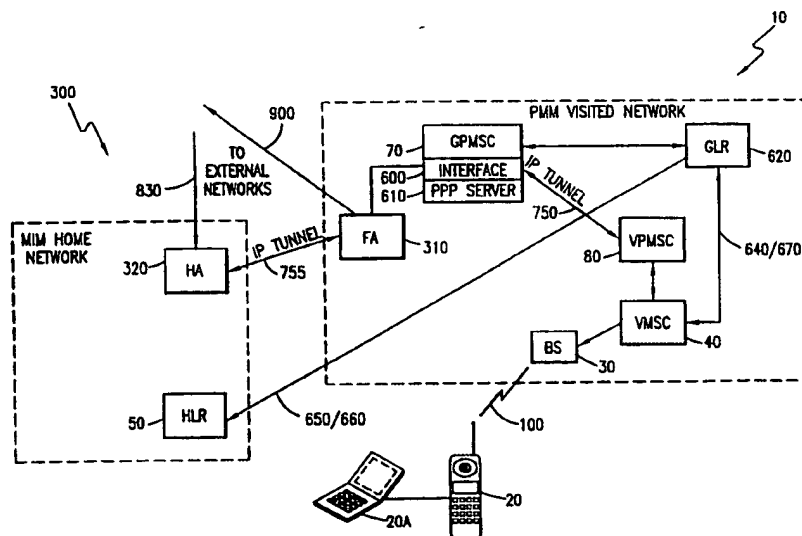 10
300
900
PMM VISITED NETWORK
TO
EXTERNAL
NETWORKS
830
70
GPMSC
600
INTERFACE
610
PPP SERVER
GLR
620
IP TUNNEL
750
MIM HOME
NETWORK
320
HA
IP TUNNEL
755
FA
310
80
VPMSC
640/670
VMSC
40
BS
30
50
HLR
650/660
100
20
20A